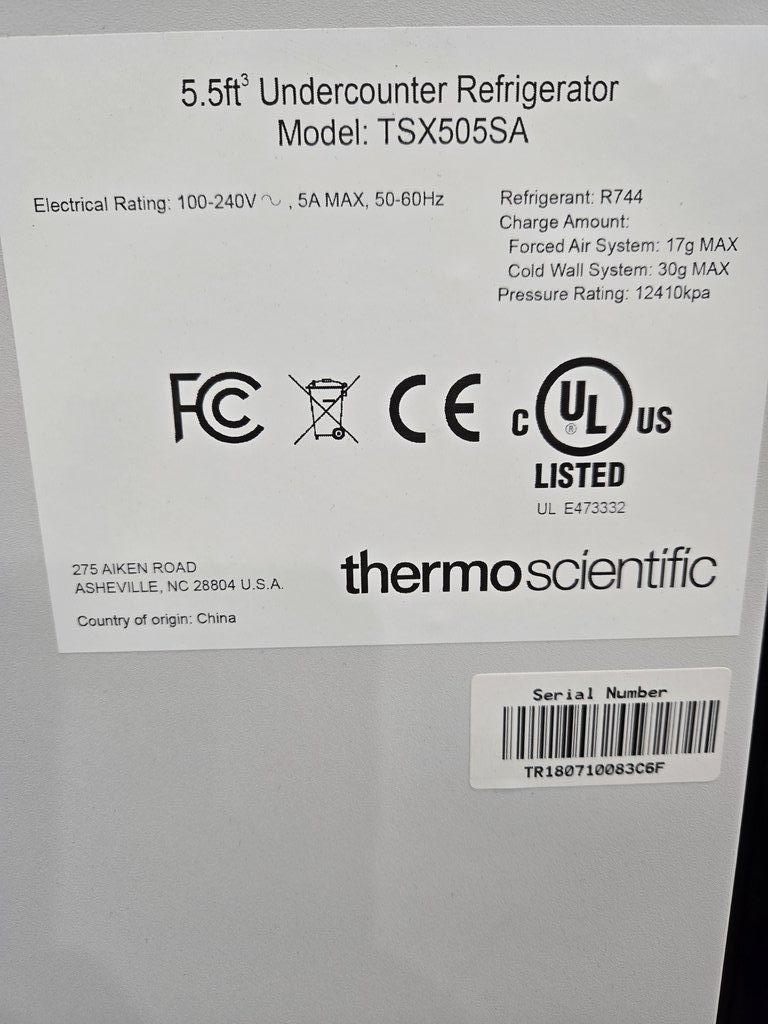 5.5ft³ Undercounter Refrigerator
Model: TSX505SA
Electrical Rating: 100-240V ∿ , 5A MAX, 50-60Hz
Refrigerant: R744
Charge Amount:
Forced Air System: 17g MAX
Cold Wall System: 30g MAX
Pressure Rating: 12410kpa
FC CE
C UL ® US
LISTED
UL E473332
275 AIKEN ROAD
ASHEVILLE, NC 28804 U.S.A.
Country of origin: China
thermoscientific
Serial Number
TR180710083C6F